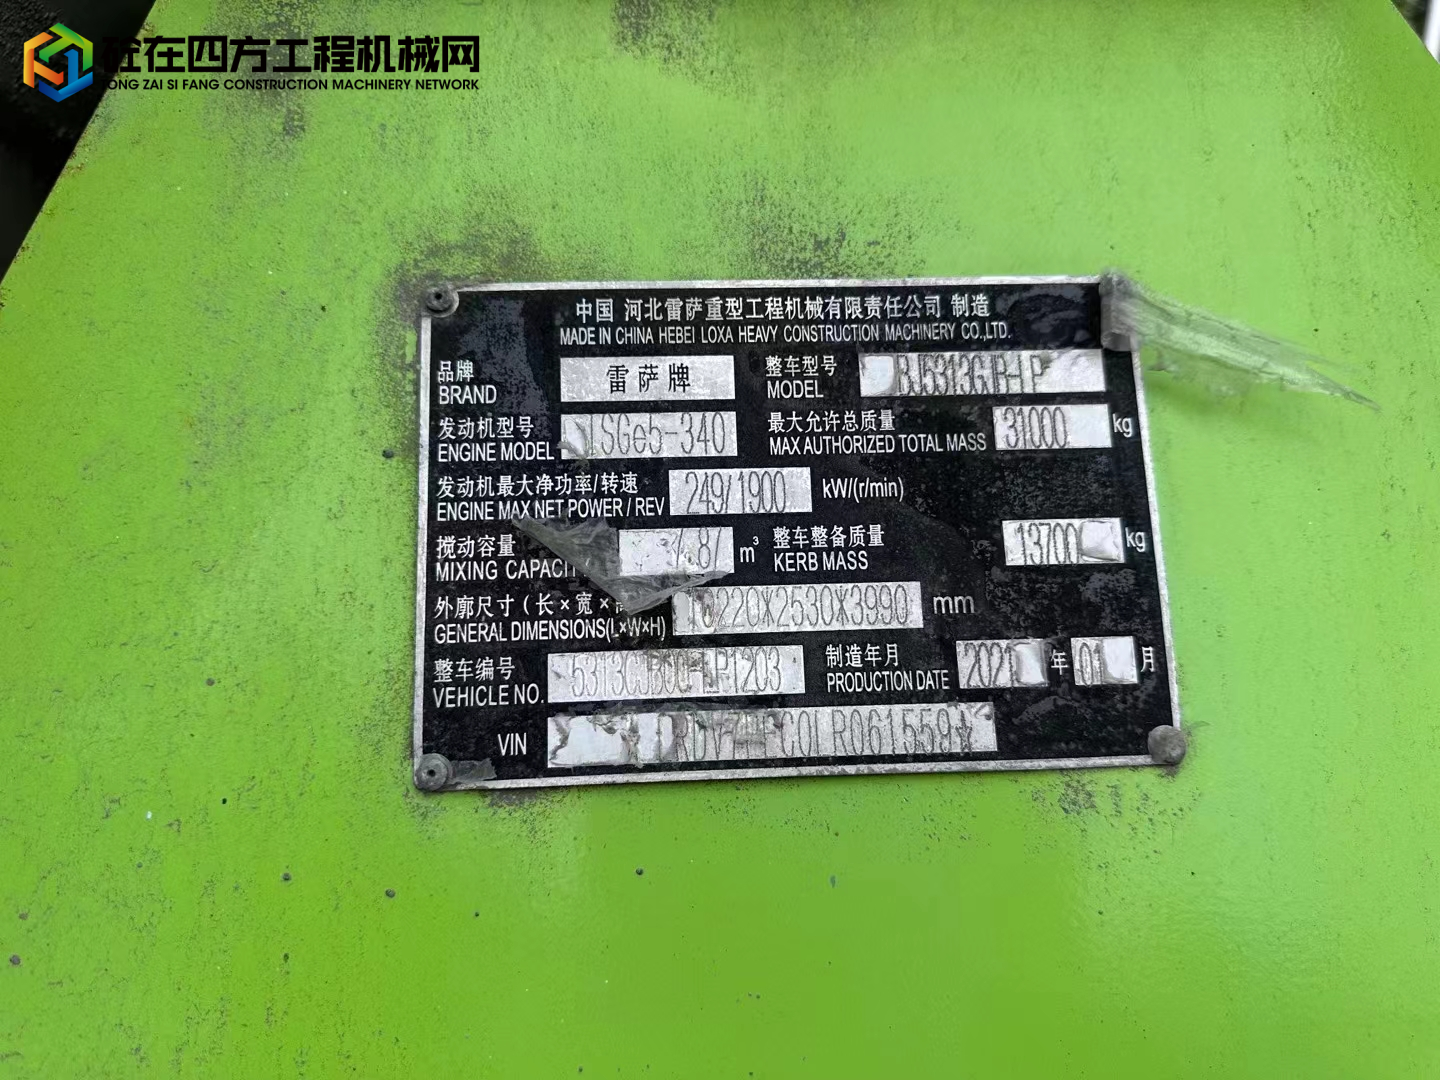 砼在四方工程机械网
TONG ZAI SI FANG CONSTRUCTION MACHINERY NETWORK
中国 河北雷萨重型工程机械有限责任公司 制造
MADE IN CHINA HEBEI LOXA HEAVY CONSTRUCTION MACHINERY CO.,LTD.
品牌 雷萨牌 整车型号
BRAND MODEL
发动机型号 最大允许总质量 31000 kg
ENGINE MODEL MAX AUTHORIZED TOTAL MASS
发动机最大净功率/转速 249/1900 kW/(r/min)
ENGINE MAX NET POWER / REV
搅动容量 m³ 整车整备质量 13700 kg
MIXING KERB MASS
外廓尺寸 (长×宽× mm
GENERAL DIMENSIONS(L×W×H)
整车编号 制造年月 2021 年 01 月
VEHICLE NO. PRODUCTION DATE
VIN